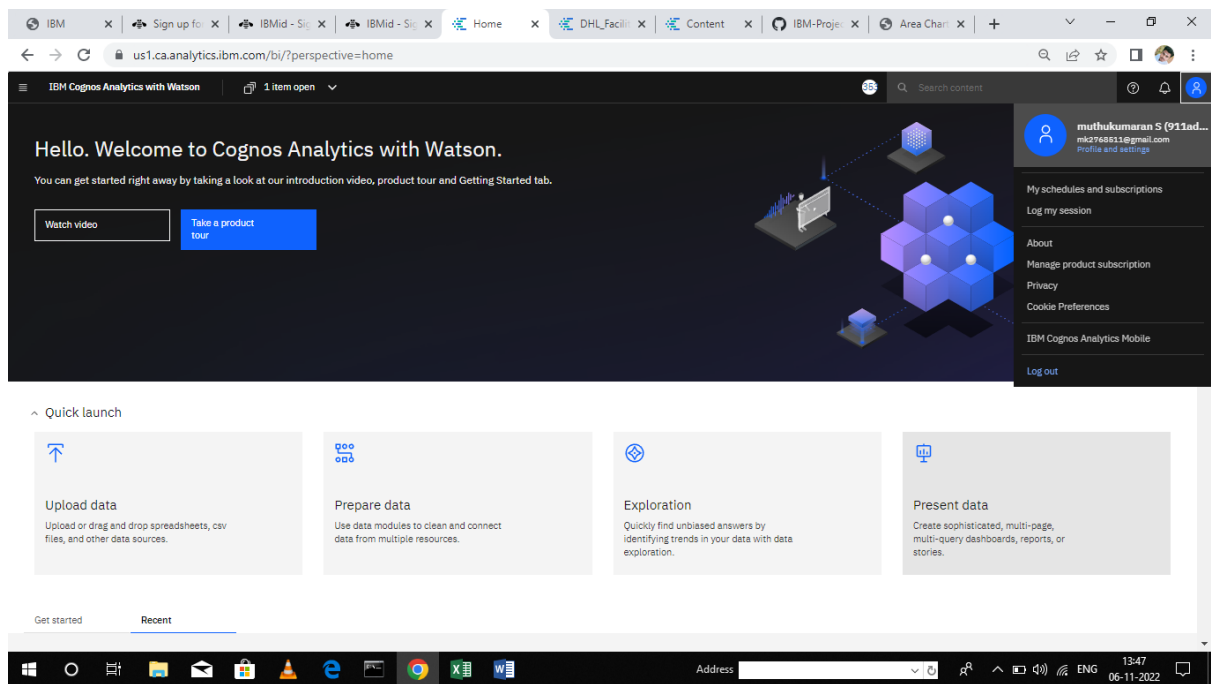 IBM
Sign up for
IBMid - Sig
IBMid - Sig
Home
DHL_Facilit
Content
IBM-Projec
Area Chart
us1.ca.analytics.ibm.com/bi/?perspective=home
IBM Cognos Analytics with Watson
1 item open
Search content
muthukumaran S (911ad...
mk2768511@gmail.com
Profile and settings
My schedules and subscriptions
Log my session
About
Manage product subscription
Privacy
Cookie Preferences
IBM Cognos Analytics Mobile
Log out
Hello. Welcome to Cognos Analytics with Watson.
You can get started right away by taking a look at our introduction video, product tour and Getting Started tab.
Watch video
Take a product
tour
Quick launch
Upload data
Upload or drag and drop spreadsheets, csv
files, and other data sources.
Prepare data
Use data modules to clean and connect
data from multiple resources.
Exploration
Quickly find unbiased answers by
identifying trends in your data with data
exploration.
Present data
Create sophisticated, multi-page,
multi-query dashboards, reports, or
stories.
Get started
Recent
Address
ENG
13:47
06-11-2022